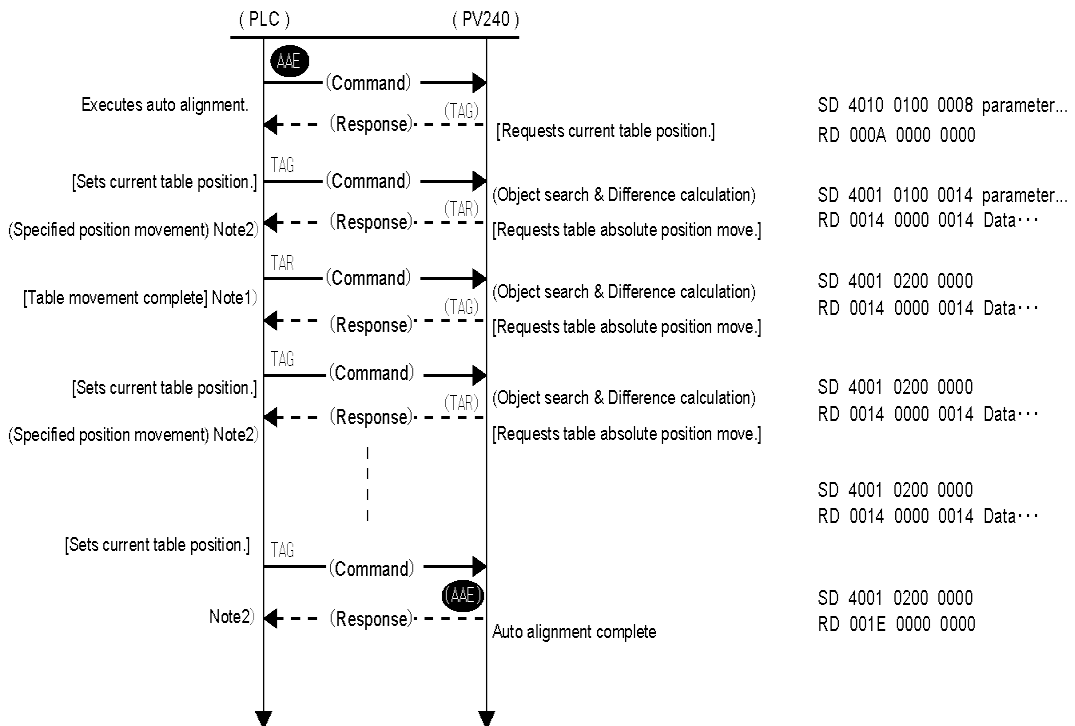 ( PLC )
( PV240 )
AAE
(Command)
Executes auto alignment.
(TAG)
(Response)
[Requests current table position.]
SD 4010 0100 0008 parameter...
RD 000A 0000 0000
TAG
[Sets current table position.]
(Command)
(Object search & Difference calculation)
SD 4001 0100 0014 parameter...
(TAR)
(Response)
(Specified position movement) Note2)
[Requests table absolute position move.]
RD 0014 0000 0014 Data···
TAR
(Command)
[Table movement complete] Note1)
(Object search & Difference calculation)
SD 4001 0200 0000
RD 0014 0000 0014 Data···
(TAG)
(Response)
[Requests table absolute position move.]
TAG
(Command)
[Sets current table position.]
(Object search & Difference calculation)
SD 4001 0200 0000
(TAR)
(Response)
RD 0014 0000 0014 Data···
(Specified position movement) Note2)
[Requests table absolute position move.]
SD 4001 0200 0000
RD 0014 0000 0014 Data···
[Sets current table position.]
TAG
(Command)
(AAE)
SD 4001 0200 0000
Note2)
(Response)
Auto alignment complete
RD 001E 0000 0000